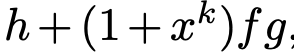 h + (1 + x^k)fg,